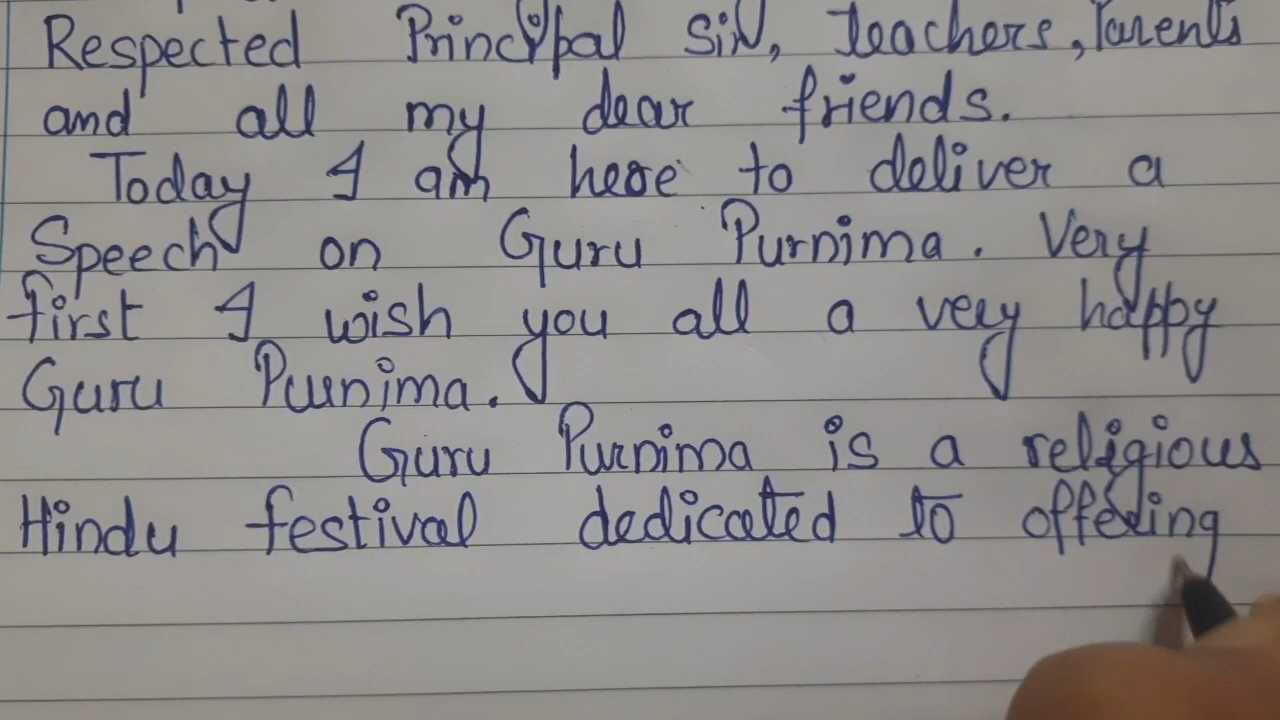 Respected Principal Sir, teachers, Parents
and all my dear friends.
Today I am here to deliver a
Speech on Guru Purnima. Very
first I wish you all a very happy
Guru Purnima.
Guru Purnima is a religious
Hindu festival dedicated to offering